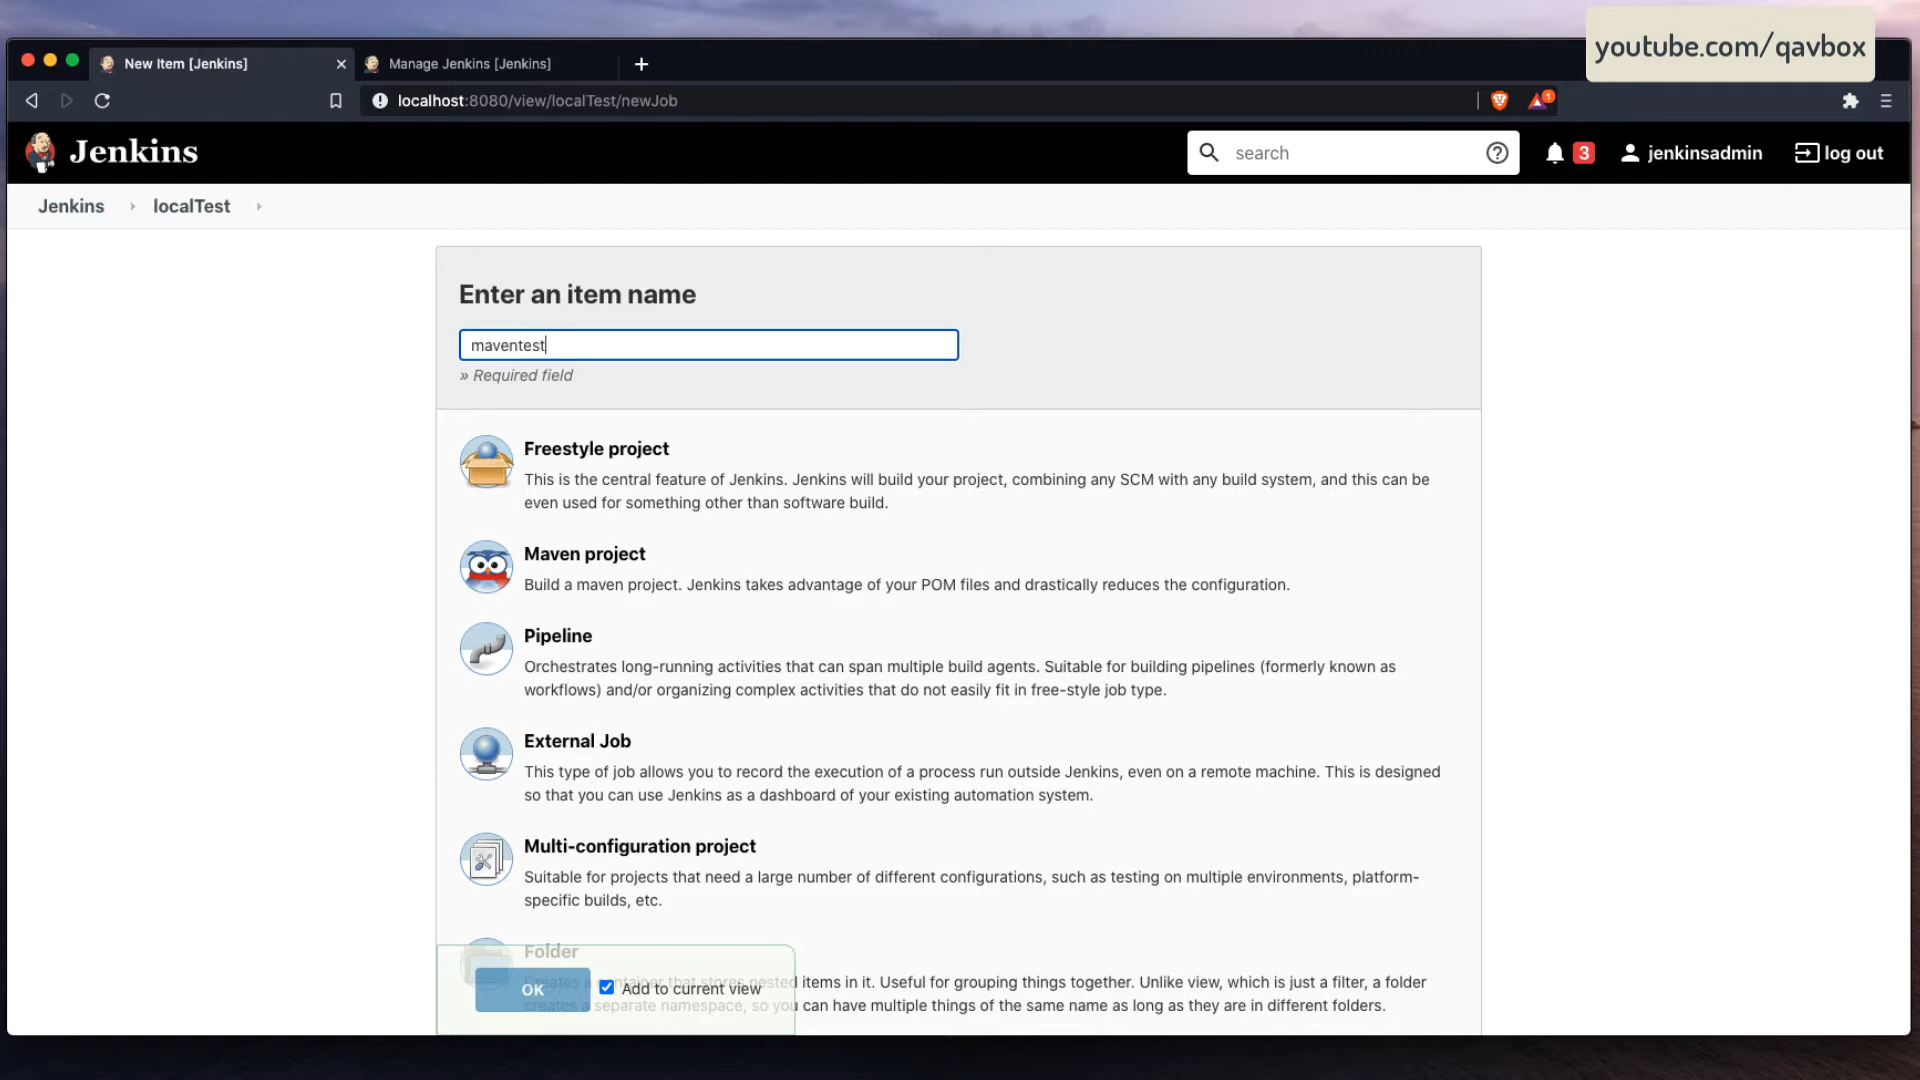 youtube.com/qavbox
New Item [Jenkins]
Manage Jenkins [Jenkins]
localhost:8080/view/localTest/newJob
1
Jenkins
search
3
jenkinsadmin
log out
Jenkins
localTest
Enter an item name
maventest
» Required field
Freestyle project
This is the central feature of Jenkins. Jenkins will build your project, combining any SCM with any build system, and this can be
even used for something other than software build.
Maven project
Build a maven project. Jenkins takes advantage of your POM files and drastically reduces the configuration.
Pipeline
Orchestrates long-running activities that can span multiple build agents. Suitable for building pipelines (formerly known as
workflows) and/or organizing complex activities that do not easily fit in free-style job type.
External Job
This type of job allows you to record the execution of a process run outside Jenkins, even on a remote machine. This is designed
so that you can use Jenkins as a dashboard of your existing automation system.
Multi-configuration project
Suitable for projects that need a large number of different configurations, such as testing on multiple environments, platform-
specific builds, etc.
Folder
Creates a container that stores nested items in it. Useful for grouping things together. Unlike view, which is just a filter, a folder
OK
Add to current view
creates a separate namespace, so you can have multiple things of the same name as long as they are in different folders.